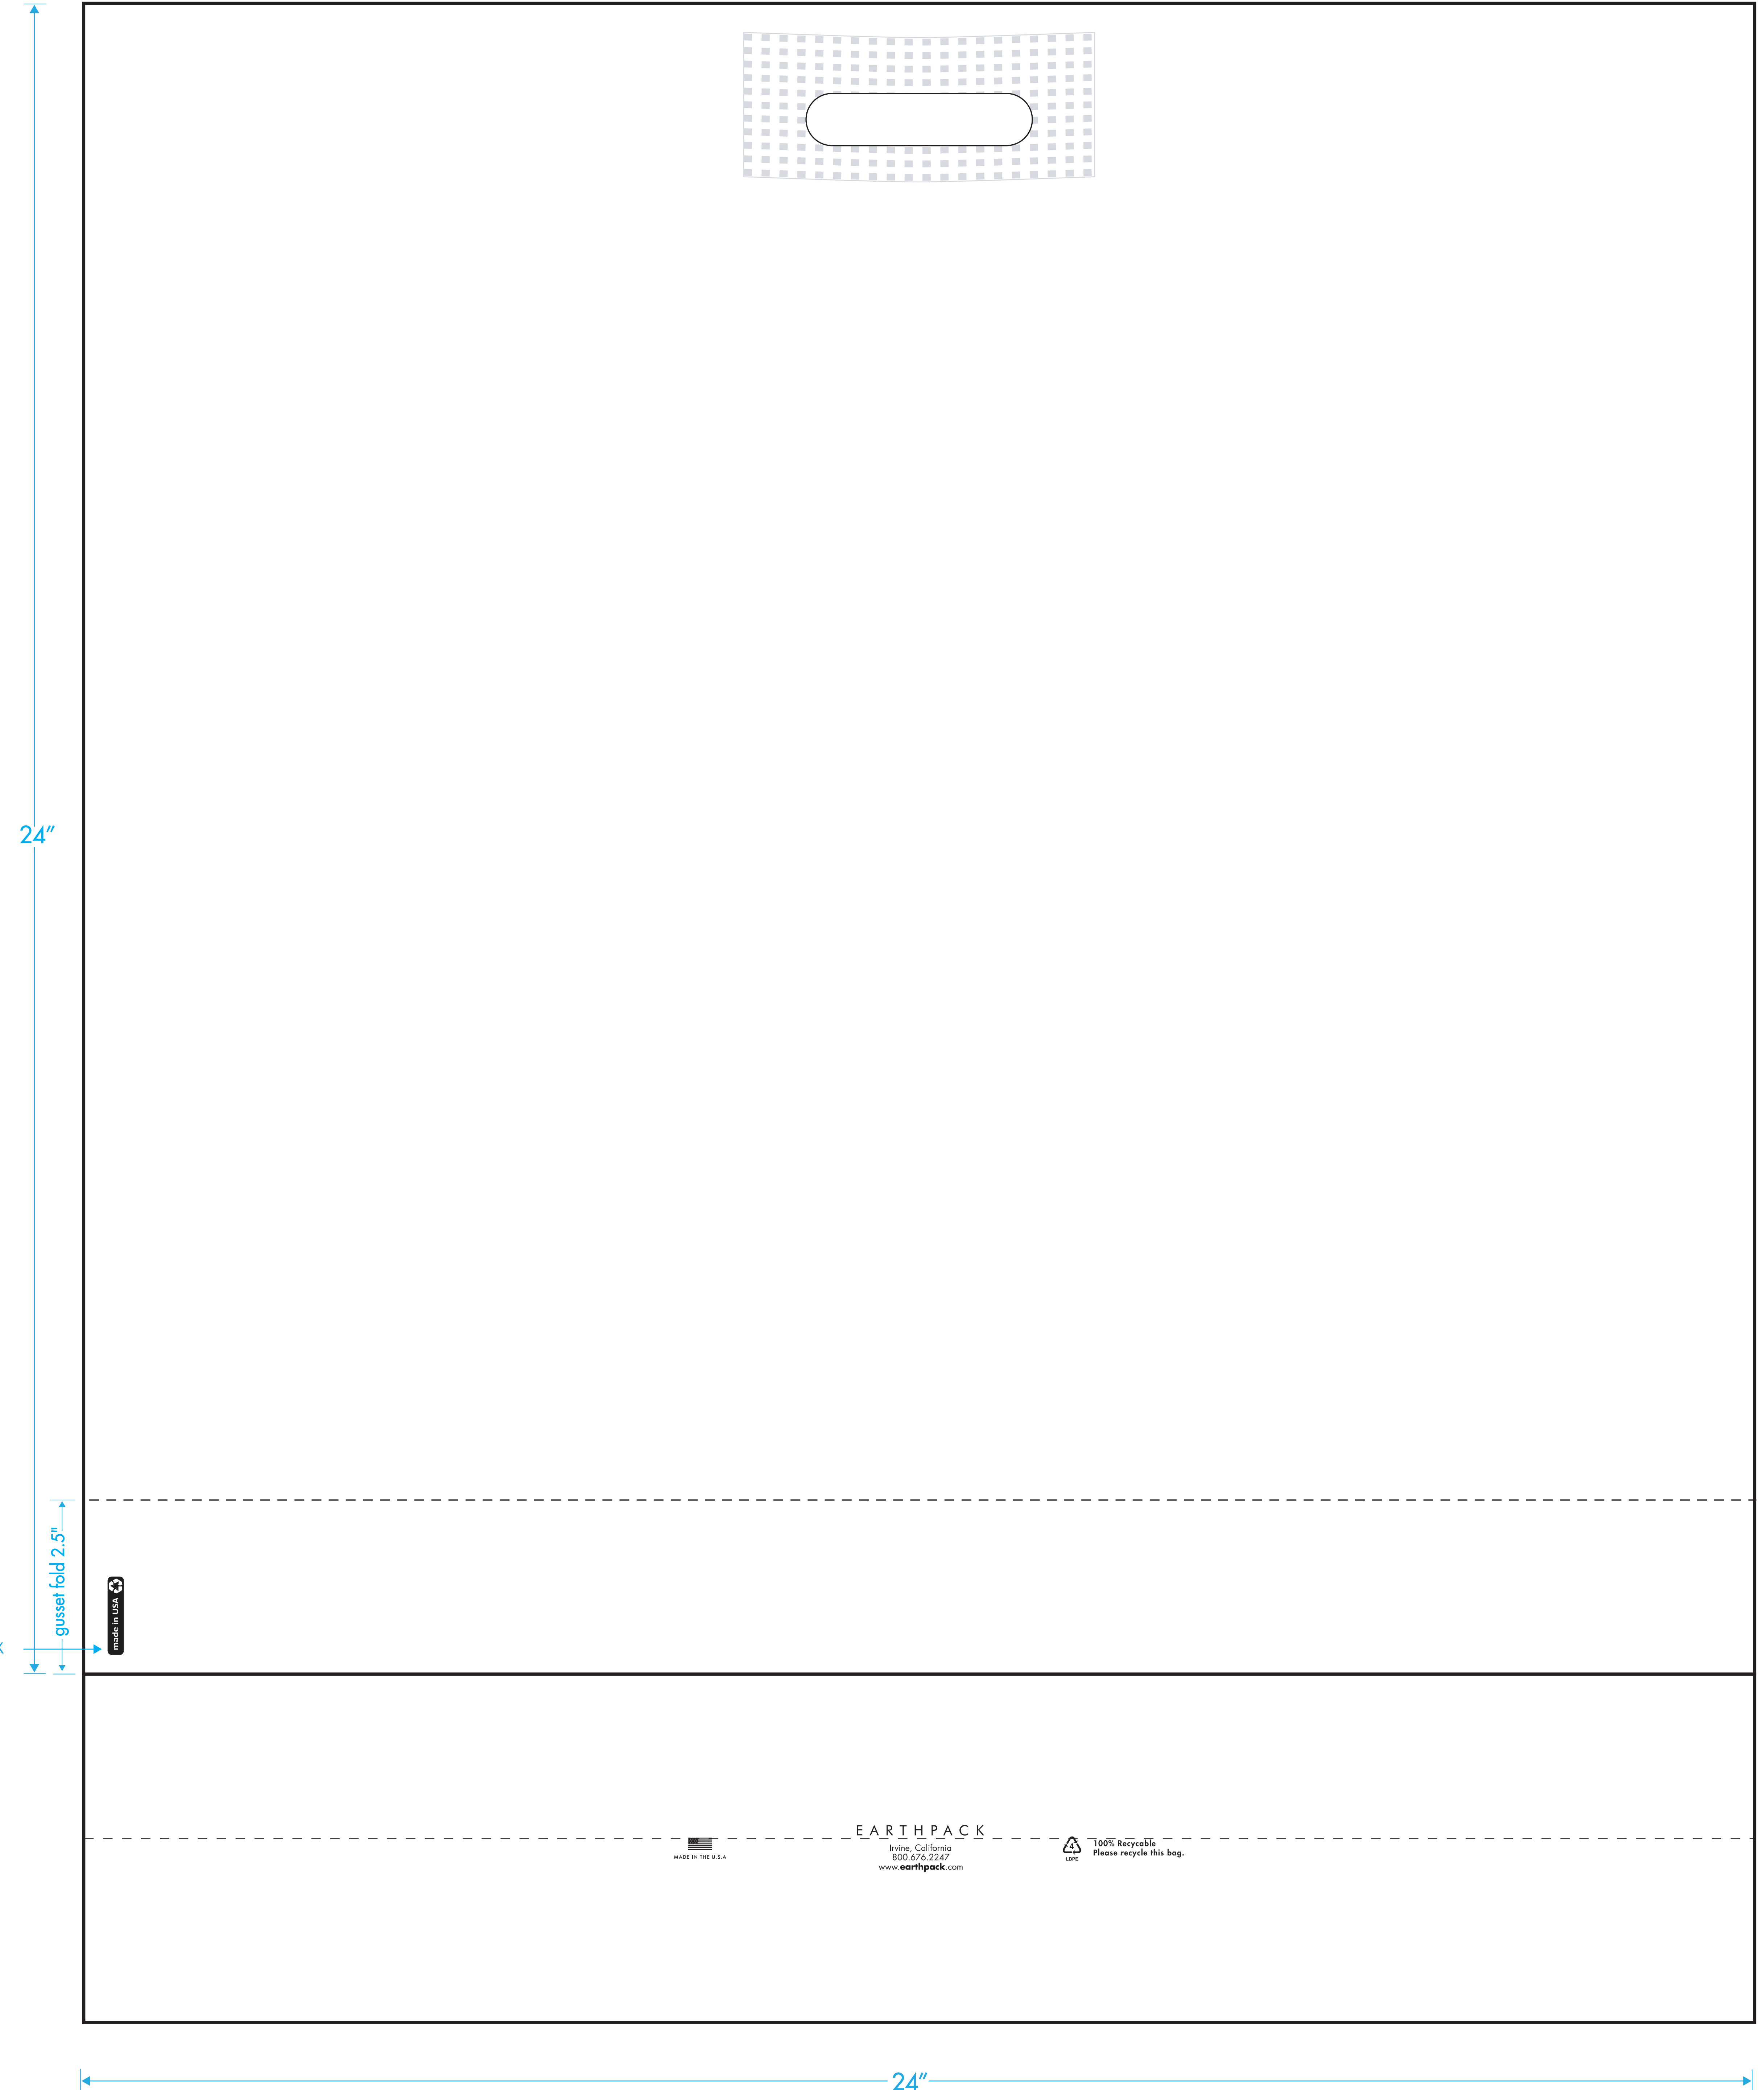 24"
gusset fold 2.5"
made in USA
EARTHPACK
Irvine, California
800.676.2247
www.earthpack.com
MADE IN THE U.S.A
4
LDPE
100% Recycable
Please recycle this bag.
24"